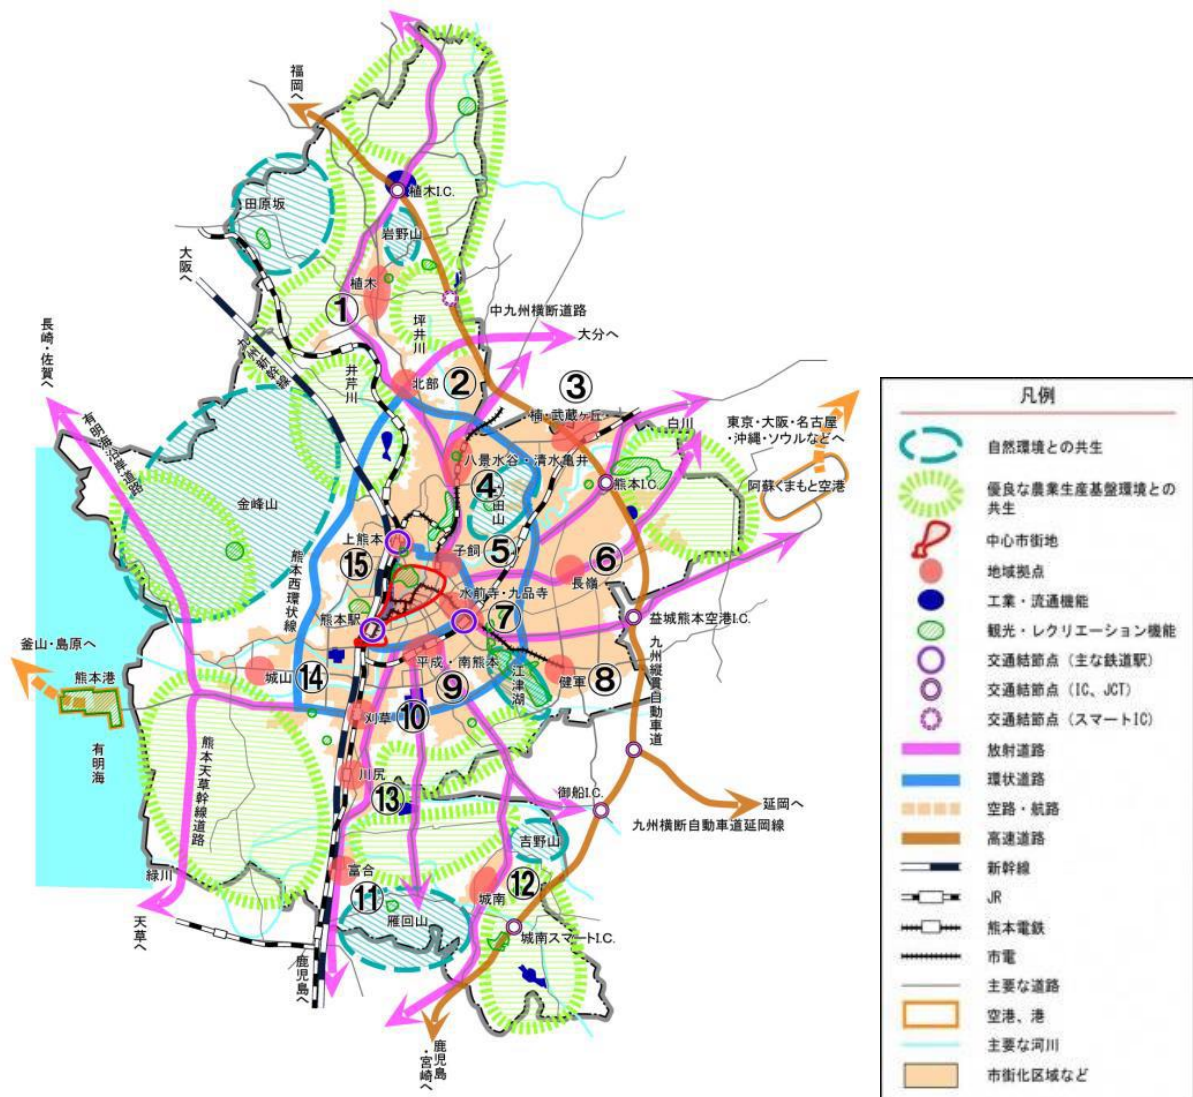 福岡へ
植木I.C.
田原坂
岩野山
大阪へ
植木
①
中九州横断道路
坪井川
大分へ
長崎・佐賀へ
九州新幹線
井芹川
北部
②
③
楠・武蔵ヶ丘
白川
東京・大阪・名古屋
・沖縄・ソウルなどへ
有明海沿岸道路
八景水谷・清水亀井
④
田山
熊本I.C.
阿蘇くまもと空港
金峰山
上熊本
⑤
子飼
⑥
長嶺
⑮
熊本西環状線
水前寺・九品寺
⑦
熊本駅
益城熊本空港I.C.
釜山・島原へ
熊本港
城山
⑭
平成・南熊本
江津湖
健軍
⑧
九州縦貫自動車道
⑨
刈草
⑩
有明海
熊本天草幹線道路
川尻
⑬
御船I.C.
延岡へ
九州横断自動車道延岡線
吉野山
緑川
富合
⑪
城南
⑫
雁回山
天草へ
城南スマートI.C.
鹿児島へ
鹿児島
・宮崎へ
凡例
自然環境との共生
優良な農業生産基盤環境との
共生
中心市街地
地域拠点
工業・流通機能
観光・レクリエーション機能
交通結節点（主な鉄道駅）
交通結節点（IC、JCT）
交通結節点（スマートIC）
放射道路
環状道路
空路・航路
高速道路
新幹線
JR
熊本電鉄
市電
主要な道路
空港、港
主要な河川
市街化区域など